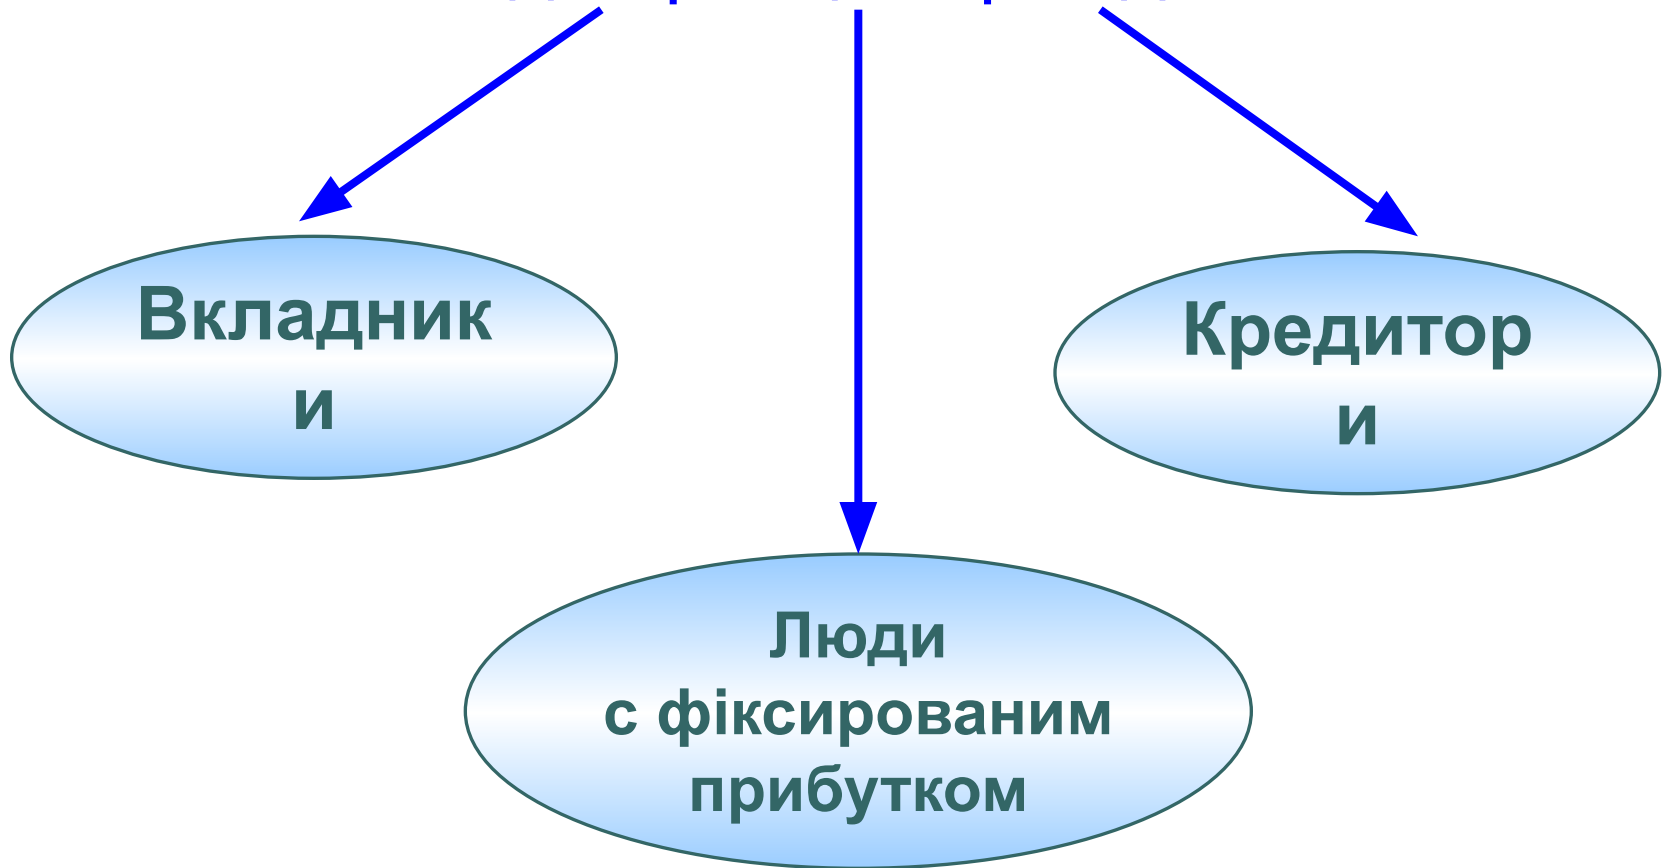 Вкладник
и
Кредитор
и
Люди
с фіксированим
прибутком